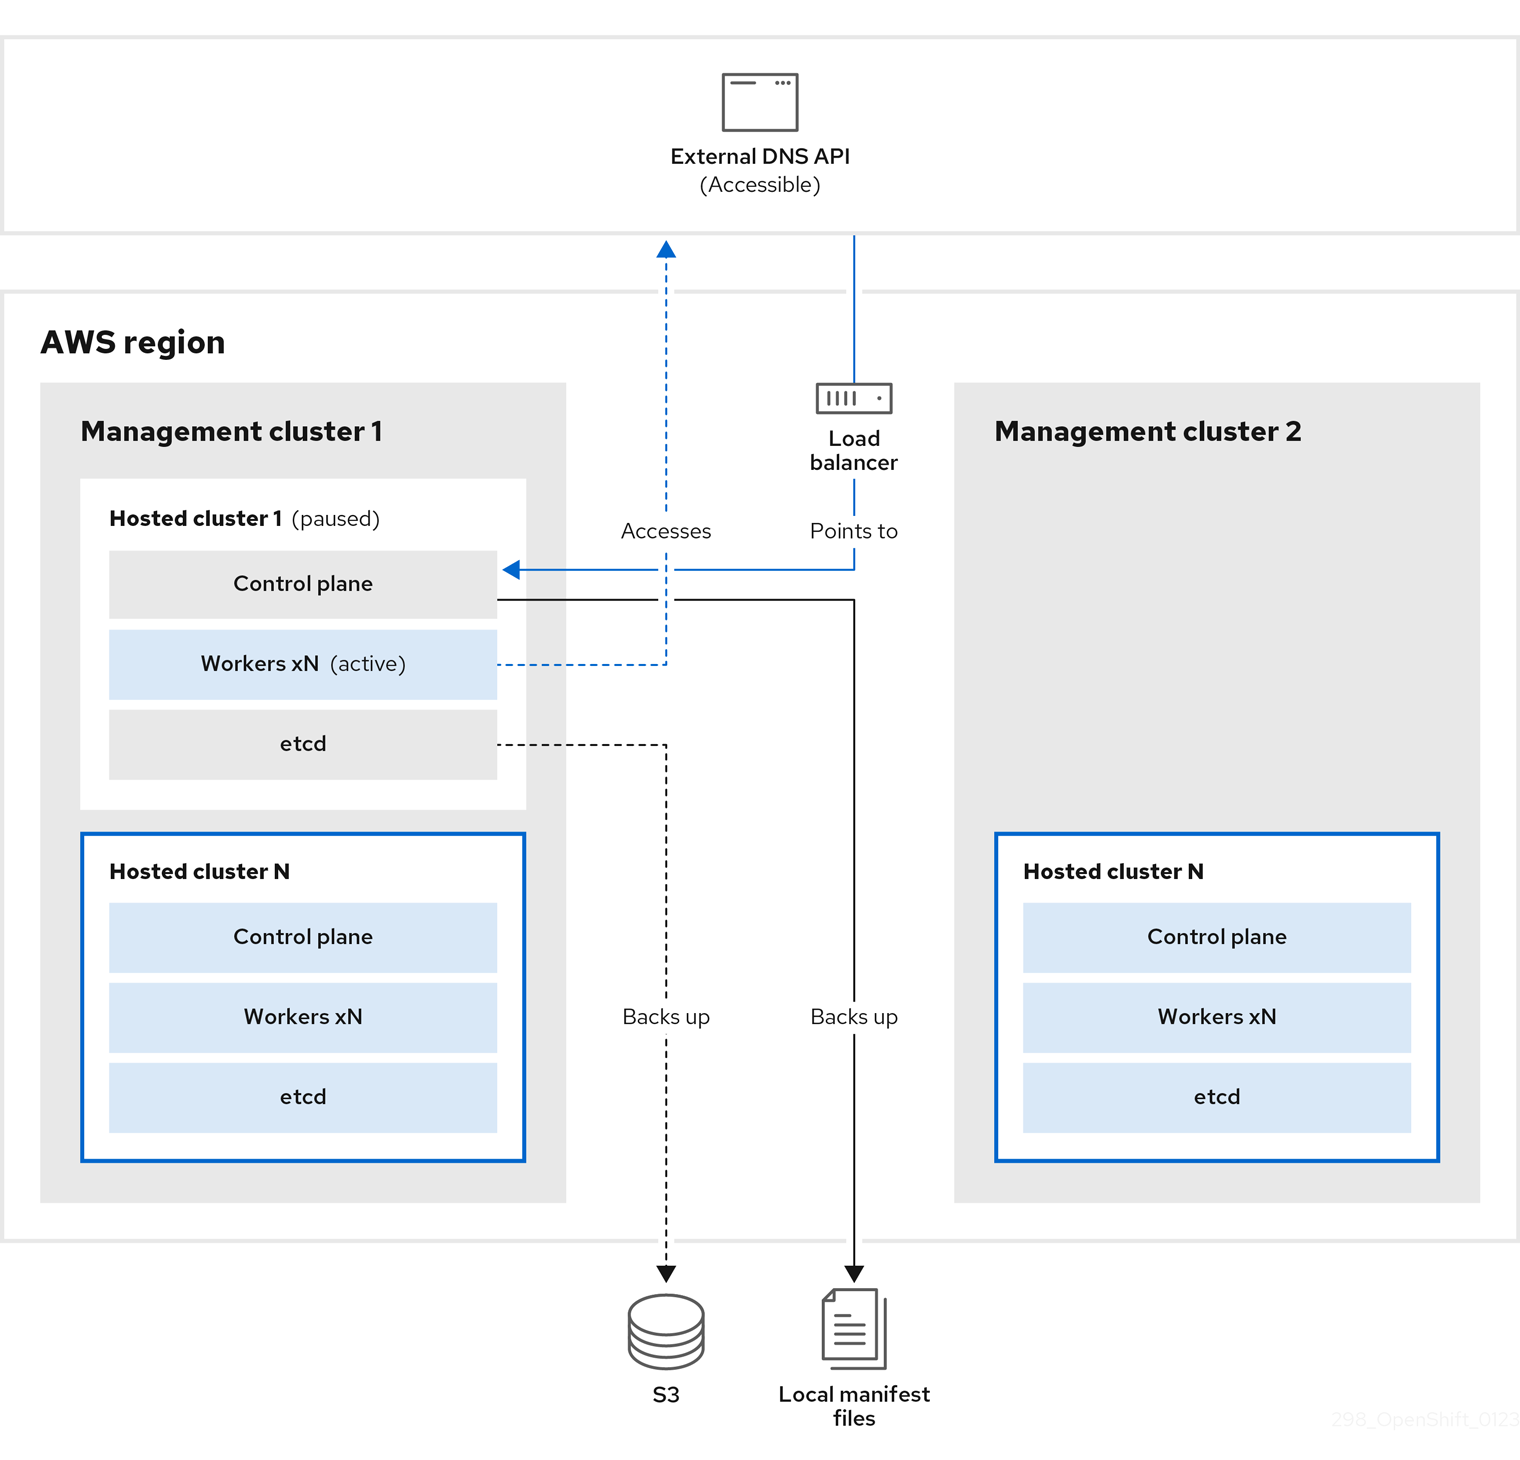 External DNS API
(Accessible)
AWS region
Management cluster 1
Hosted cluster 1 (paused)
Control plane
Workers xN (active)
etcd
Hosted cluster N
Control plane
Workers xN
etcd
Accesses
Load
balancer
Points to
Backs up
Backs up
Management cluster 2
Hosted cluster N
Control plane
Workers xN
etcd
S3
Local manifest
files
298_OpenShift_0123